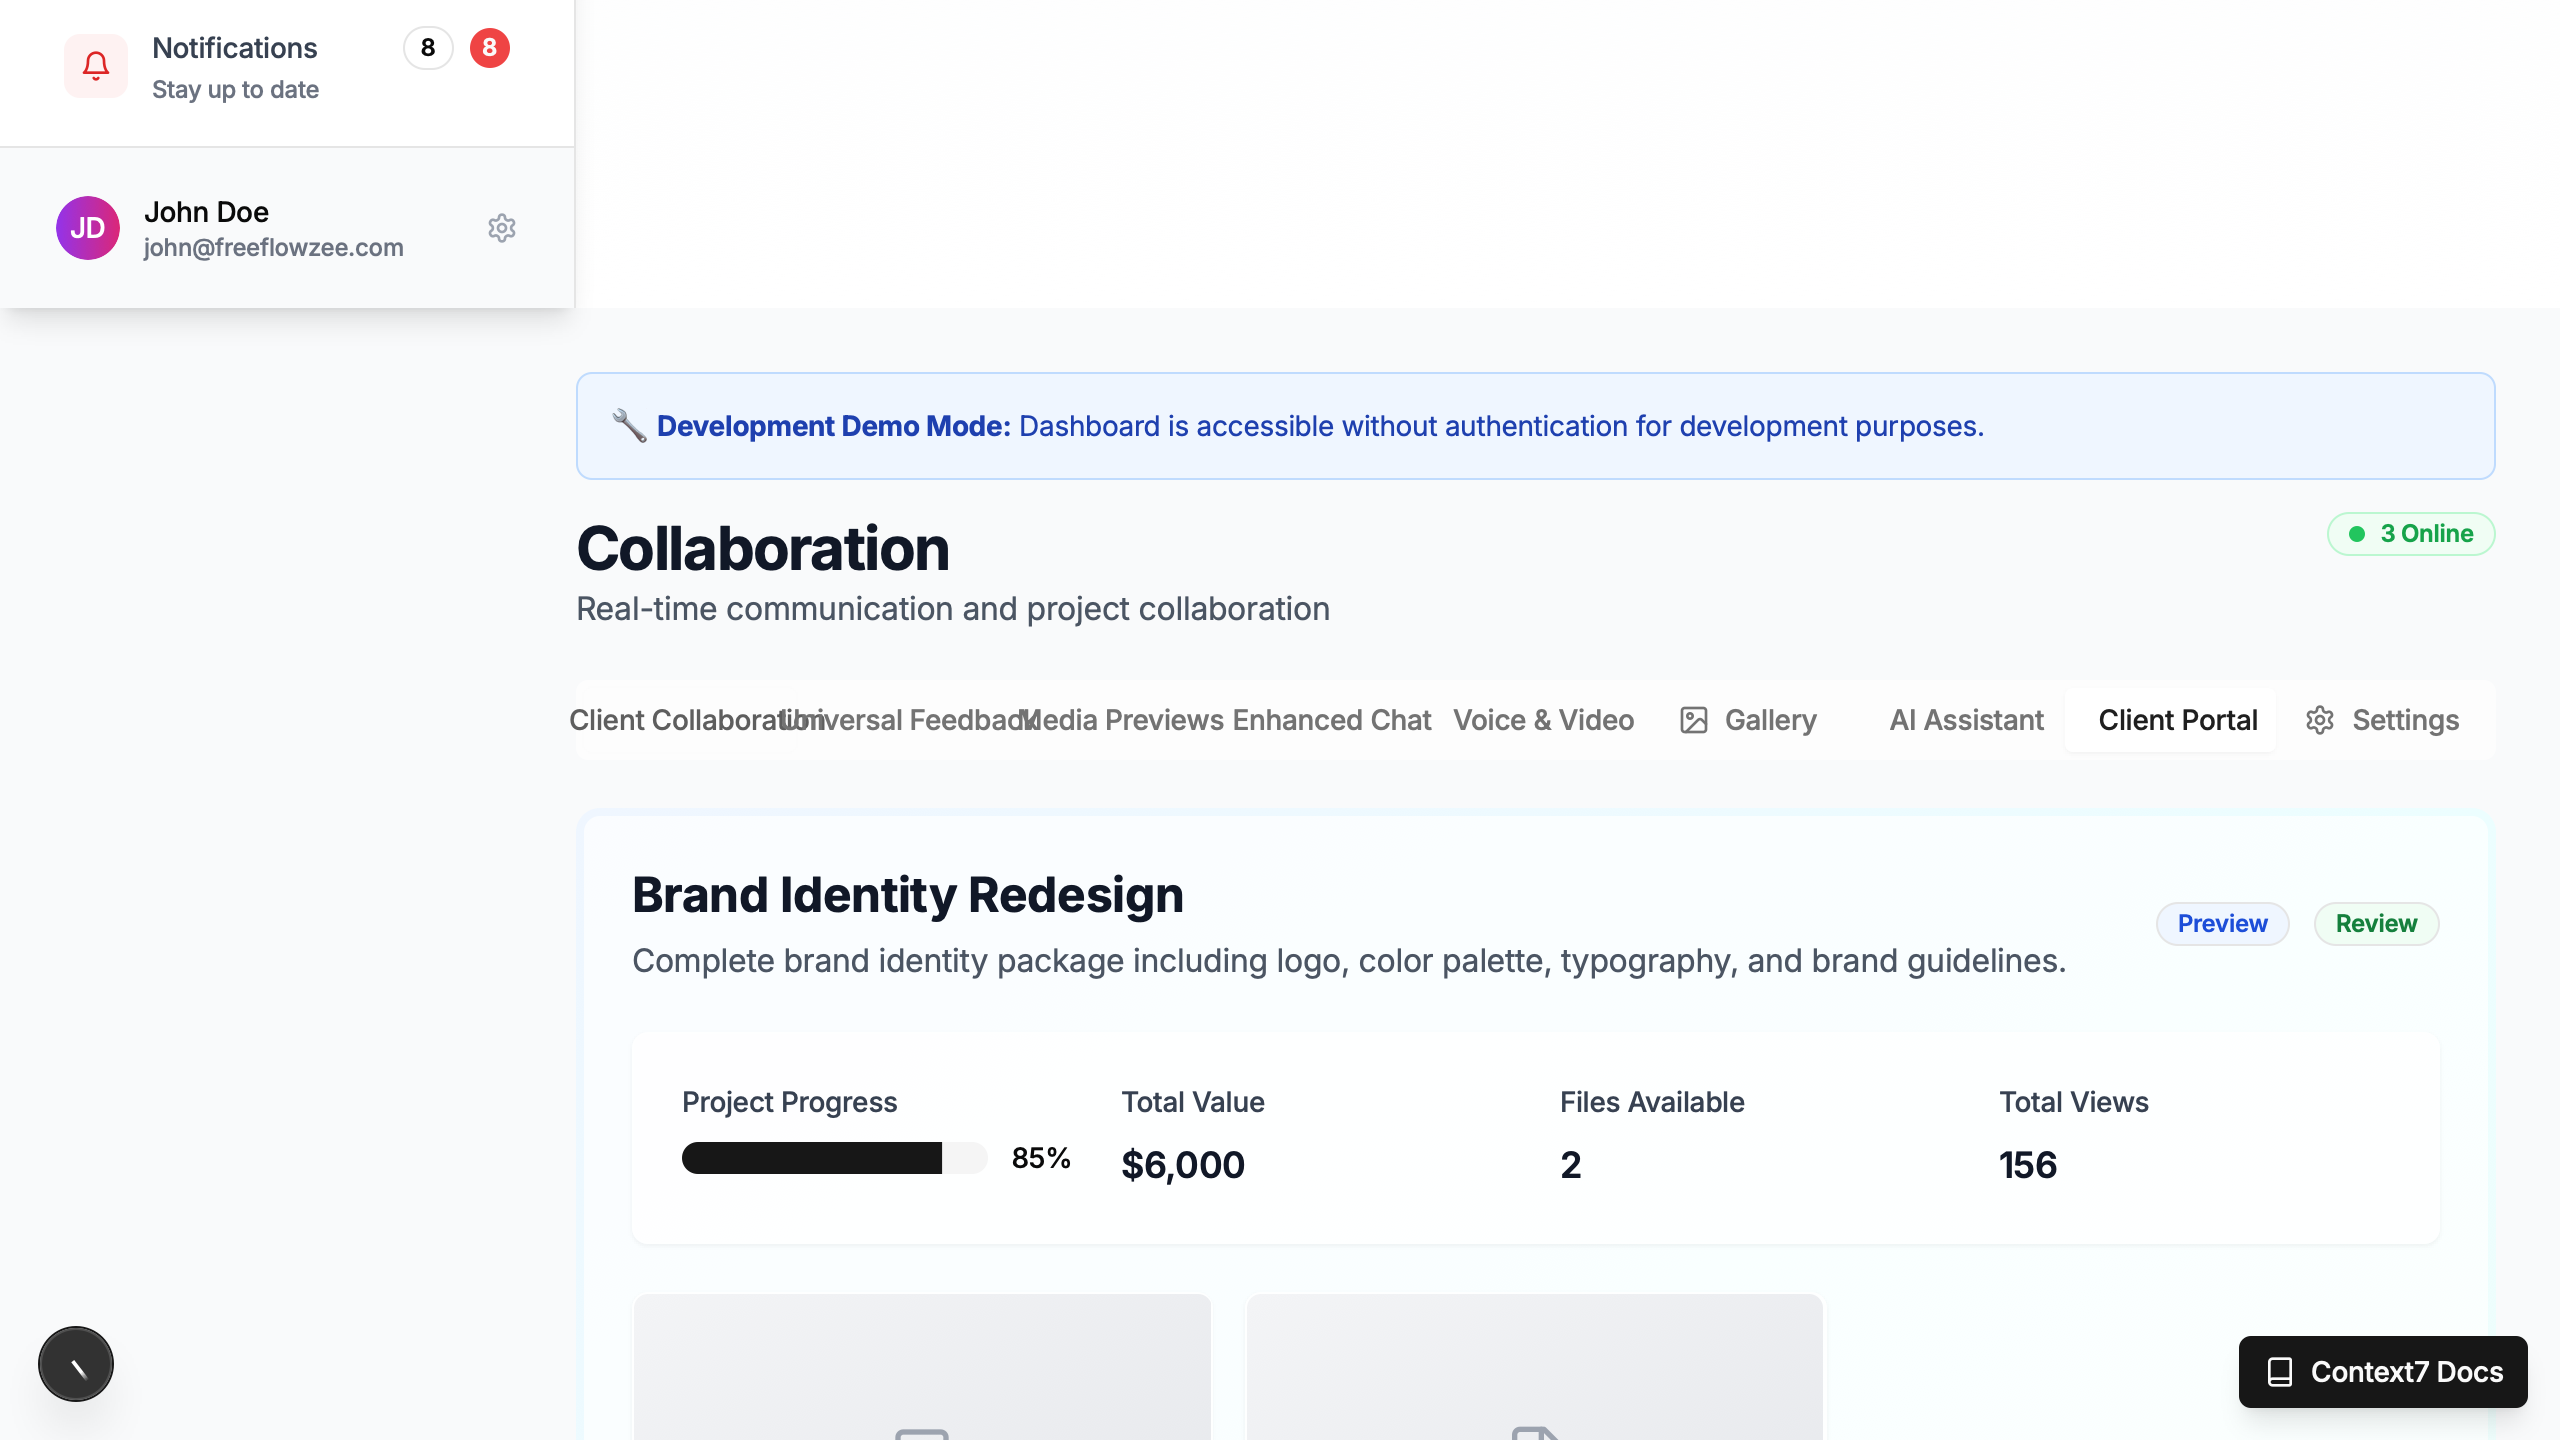 Notifications 8 8
Stay up to date
JD John Doe
john@freeflowzee.com
🔧 Development Demo Mode: Dashboard is accessible without authentication for development purposes.
Collaboration
3 Online
Real-time communication and project collaboration
Client Collaboration Universal Feedback Media Previews Enhanced Chat Voice & Video Gallery AI Assistant Client Portal Settings
Brand Identity Redesign
Preview Review
Complete brand identity package including logo, color palette, typography, and brand guidelines.
Project Progress Total Value Files Available Total Views
85% $6,000 2 156
Context7 Docs